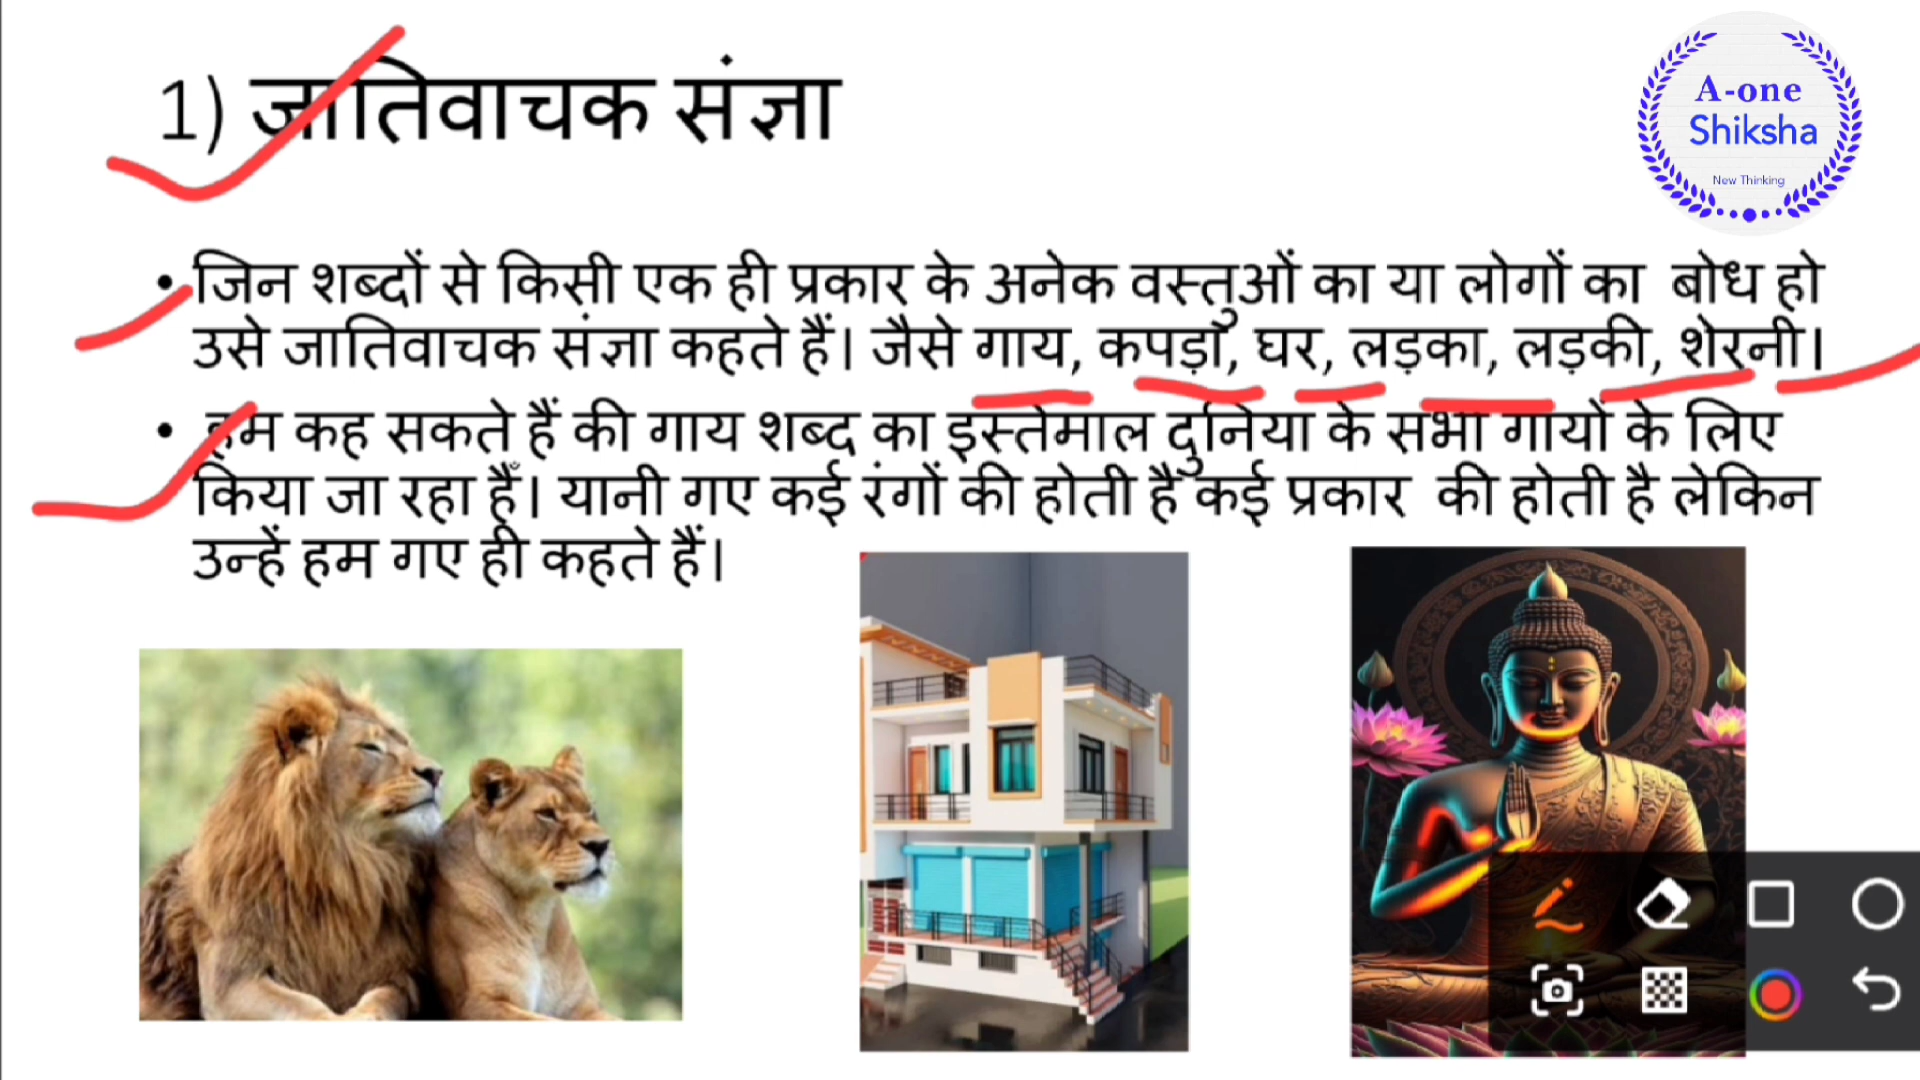 1) जातिवाचक संज्ञा
A-one
Shiksha
New Thinking
• जिन शब्दों से किसी एक ही प्रकार के अनेक वस्तुओं का या लोगों का बोध हो
उसे जातिवाचक संज्ञा कहते हैं। जैसे गाय, कपड़ा, घर, लड़का, लड़की, शेरनी।
• हम कह सकते हैं की गाय शब्द का इस्तेमाल दुनिया के सभी गायों के लिए
किया जा रहा हैं। यानी गए कई रंगों की होती है कई प्रकार की होती है लेकिन
उन्हें हम गए ही कहते हैं।